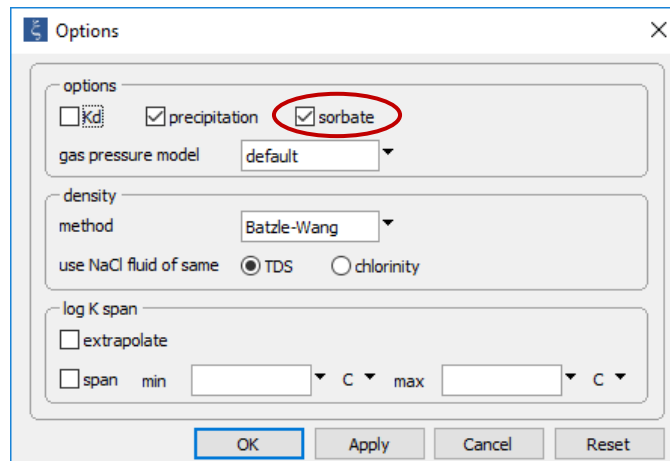 ξ Options
options
Kd precipitation sorbate
gas pressure model default
density
method Batzle-Wang
use NaCl fluid of same TDS chlorinity
log K span
extrapolate
span min C max C
OK Apply Cancel Reset